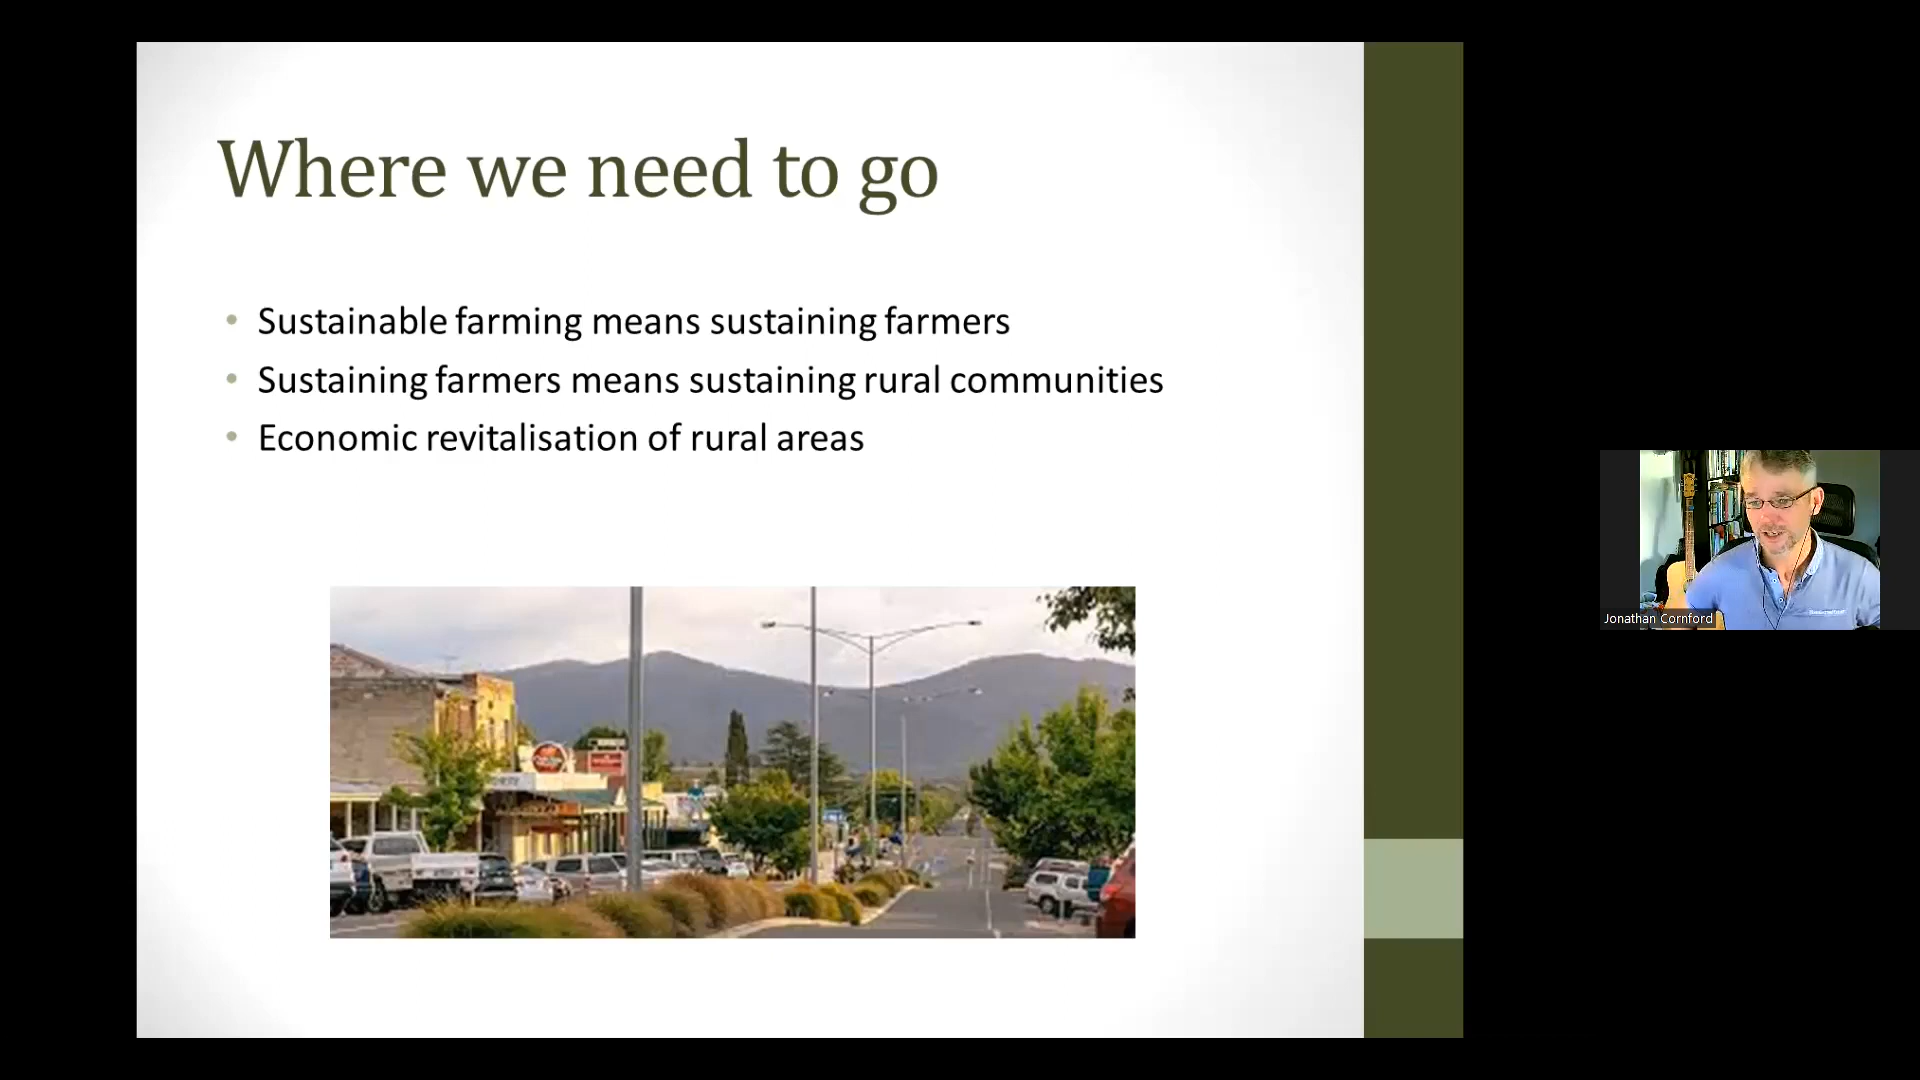 Where we need to go
• Sustainable farming means sustaining farmers
• Sustaining farmers means sustaining rural communities
• Economic revitalisation of rural areas
Jonathan Cornford